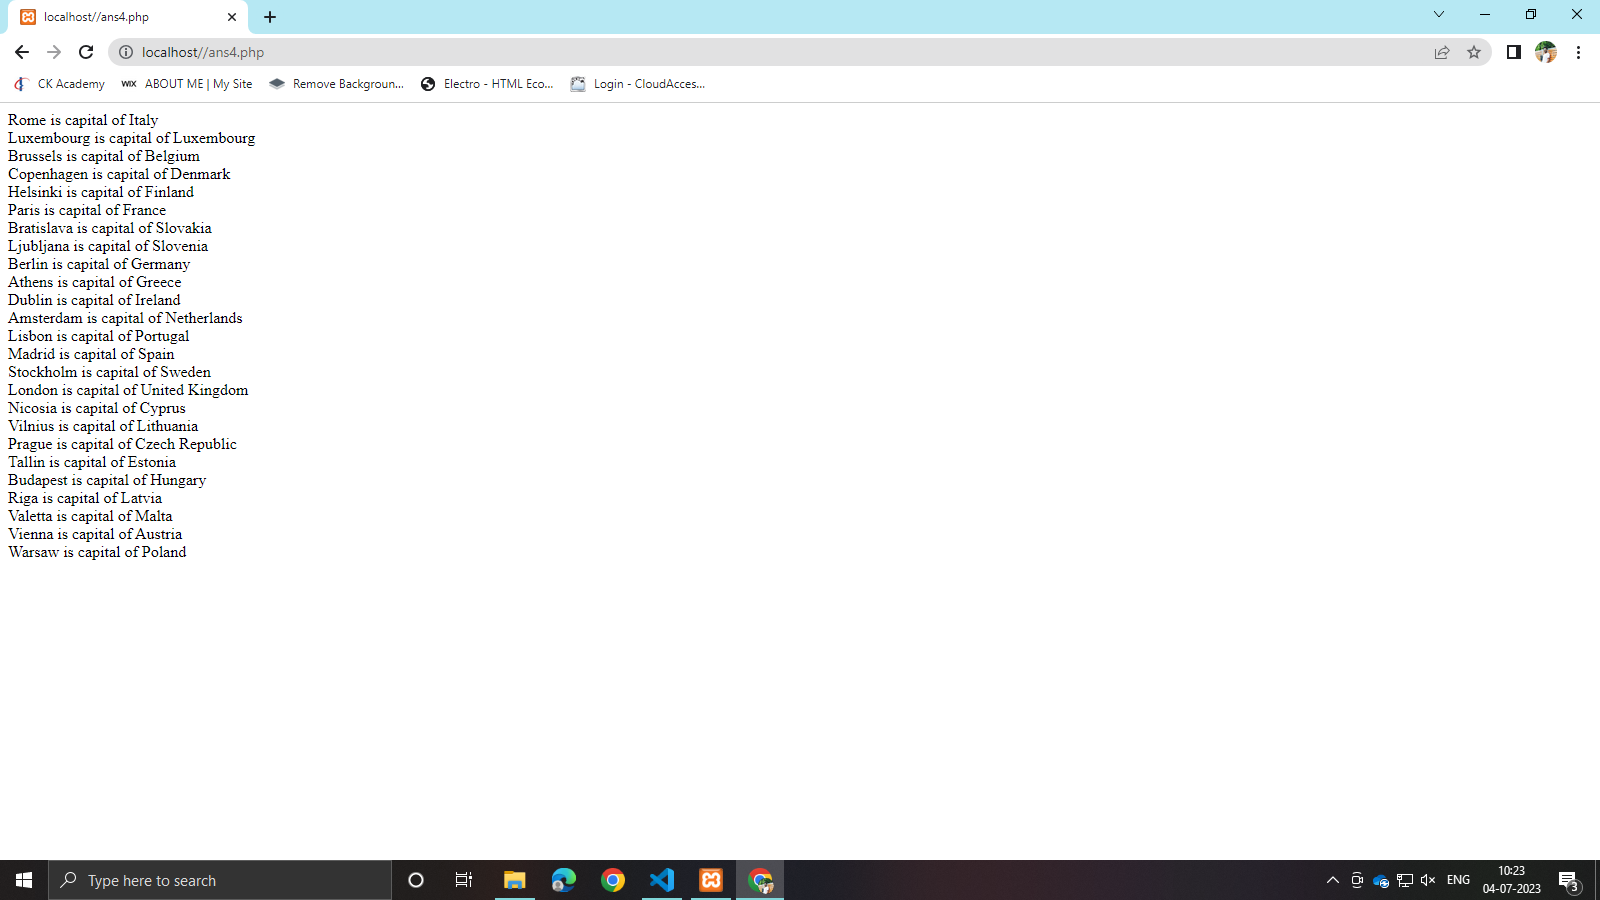 localhost//ans4.php
localhost//ans4.php
CK Academy
WIX ABOUT ME | My Site
Remove Backgroun...
Electro - HTML Eco...
Login - CloudAcces...
Rome is capital of Italy
Luxembourg is capital of Luxembourg
Brussels is capital of Belgium
Copenhagen is capital of Denmark
Helsinki is capital of Finland
Paris is capital of France
Bratislava is capital of Slovakia
Ljubljana is capital of Slovenia
Berlin is capital of Germany
Athens is capital of Greece
Dublin is capital of Ireland
Amsterdam is capital of Netherlands
Lisbon is capital of Portugal
Madrid is capital of Spain
Stockholm is capital of Sweden
London is capital of United Kingdom
Nicosia is capital of Cyprus
Vilnius is capital of Lithuania
Prague is capital of Czech Republic
Tallin is capital of Estonia
Budapest is capital of Hungary
Riga is capital of Latvia
Valetta is capital of Malta
Vienna is capital of Austria
Warsaw is capital of Poland
Type here to search
ENG
10:23
04-07-2023
3